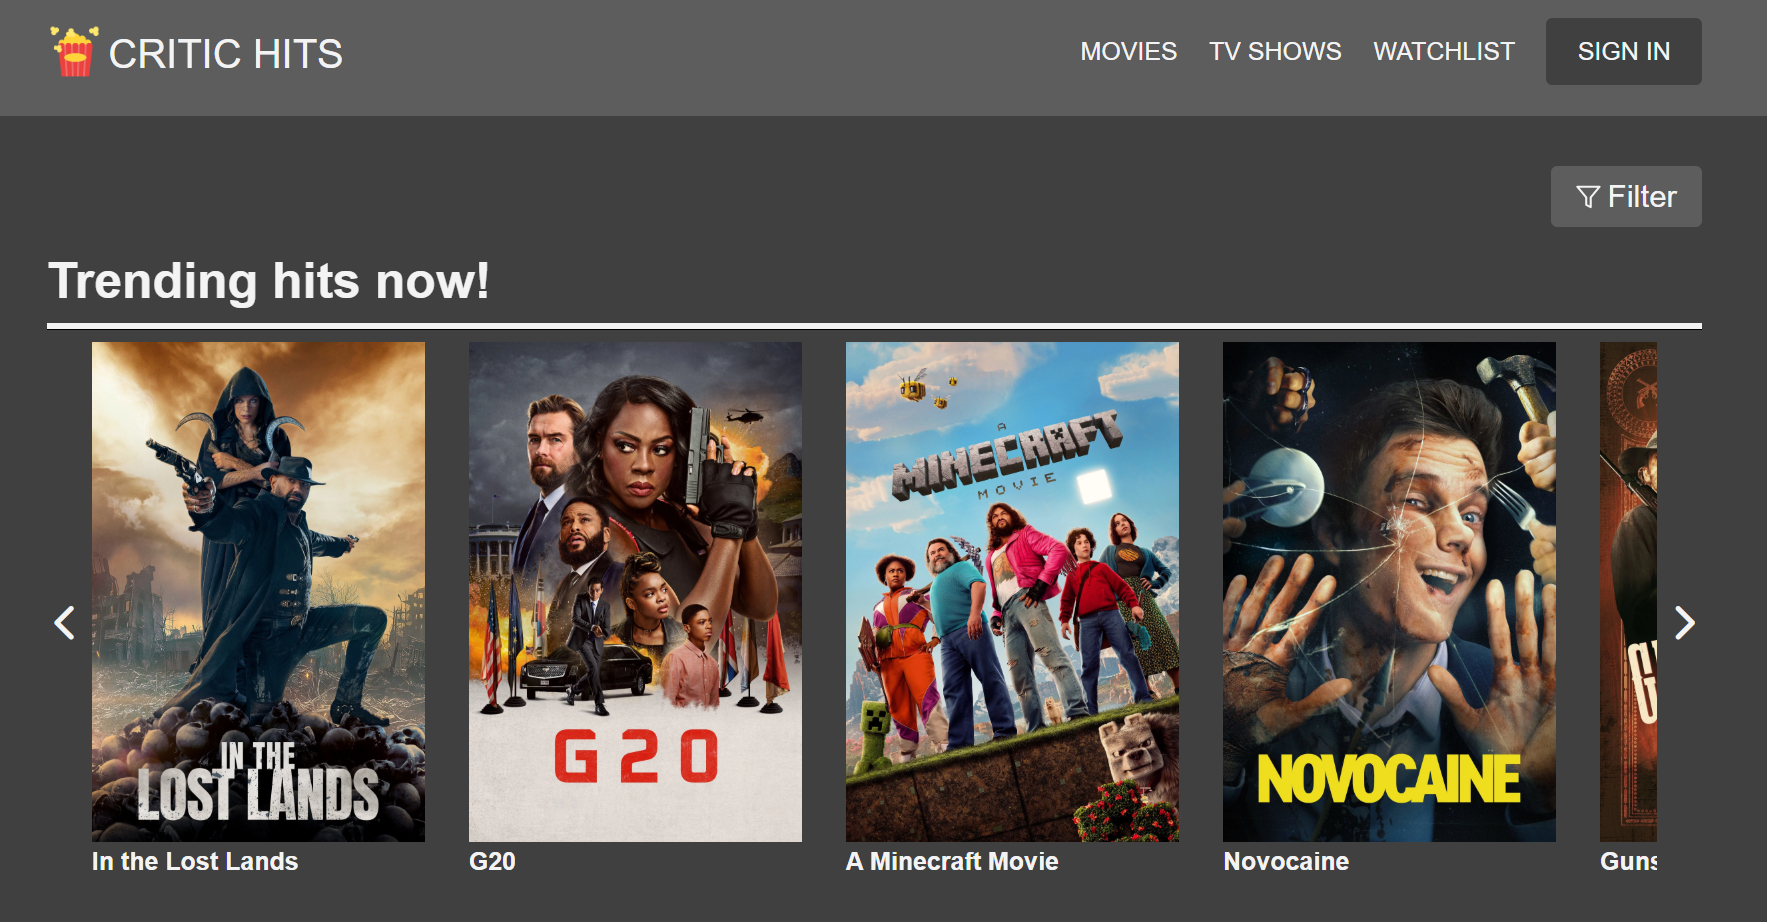 CRITIC HITS
MOVIES
TV SHOWS
WATCHLIST
SIGN IN
Filter
Trending hits now!
IN THE
LOST LANDS
G20
A
MINECRAFT
MOVIE
NOVOCAINE
G
G
In the Lost Lands
G20
A Minecraft Movie
Novocaine
Guns